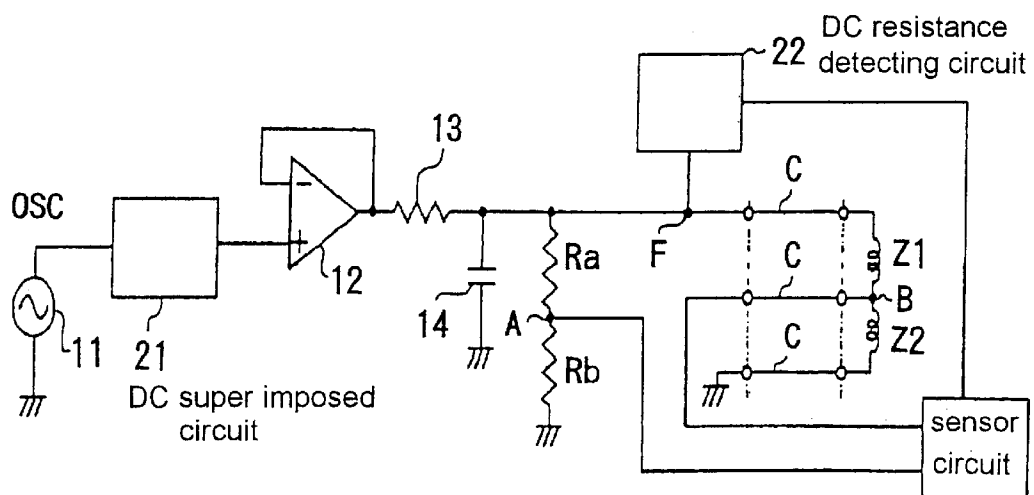 DC resistance
22 detecting circuit
13
C
OSC
−
+
12
Ra
F
Z1
C
B
14
A
Z2
11
21
Rb
C
DC super imposed
circuit
sensor
circuit